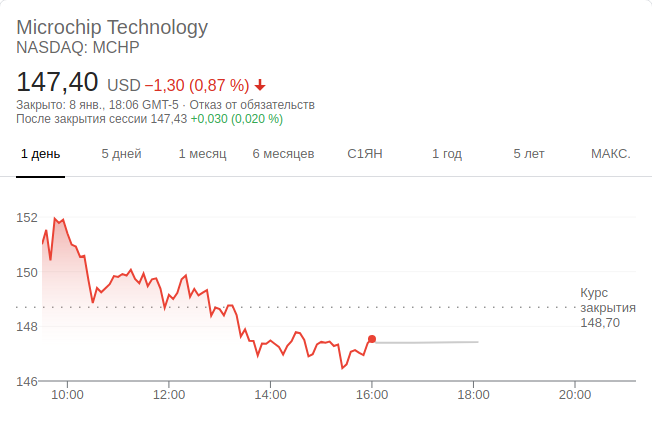 Microchip Technology
NASDAQ: MCHP
147,40 USD −1,30 (0,87 %)
Закрыто: 8 янв., 18:06 GMT-5 · Отказ от обязательств
После закрытия сессии 147,43 +0,030 (0,020 %)
1 день 5 дней 1 месяц 6 месяцев С1ЯН 1 год 5 лет МАКС.
152
150
Курс
закрытия
148,70
148
146
10:00 12:00 14:00 16:00 18:00 20:00